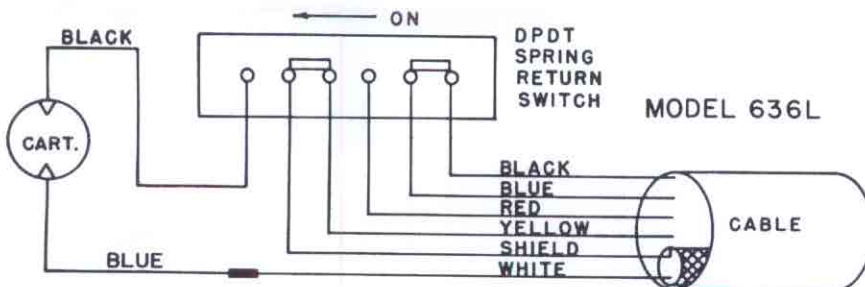 ON
BLACK
DPDT
SPRING
RETURN
SWITCH
MODEL 636L
CART.
BLACK
BLUE
RED
YELLOW
SHIELD
WHITE
CABLE
BLUE